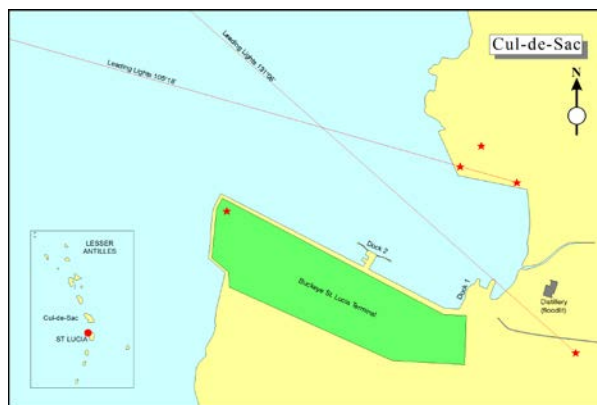 Cul-de-Sac
N
Leading Lights 131°06'
Leading Lights 105°18'
Dock 2
Dock 1
Buckeye St. Lucia Terminal
Distillery
(floodlit)
LESSER
ANTILLES
Cul-de-Sac
ST LUCIA